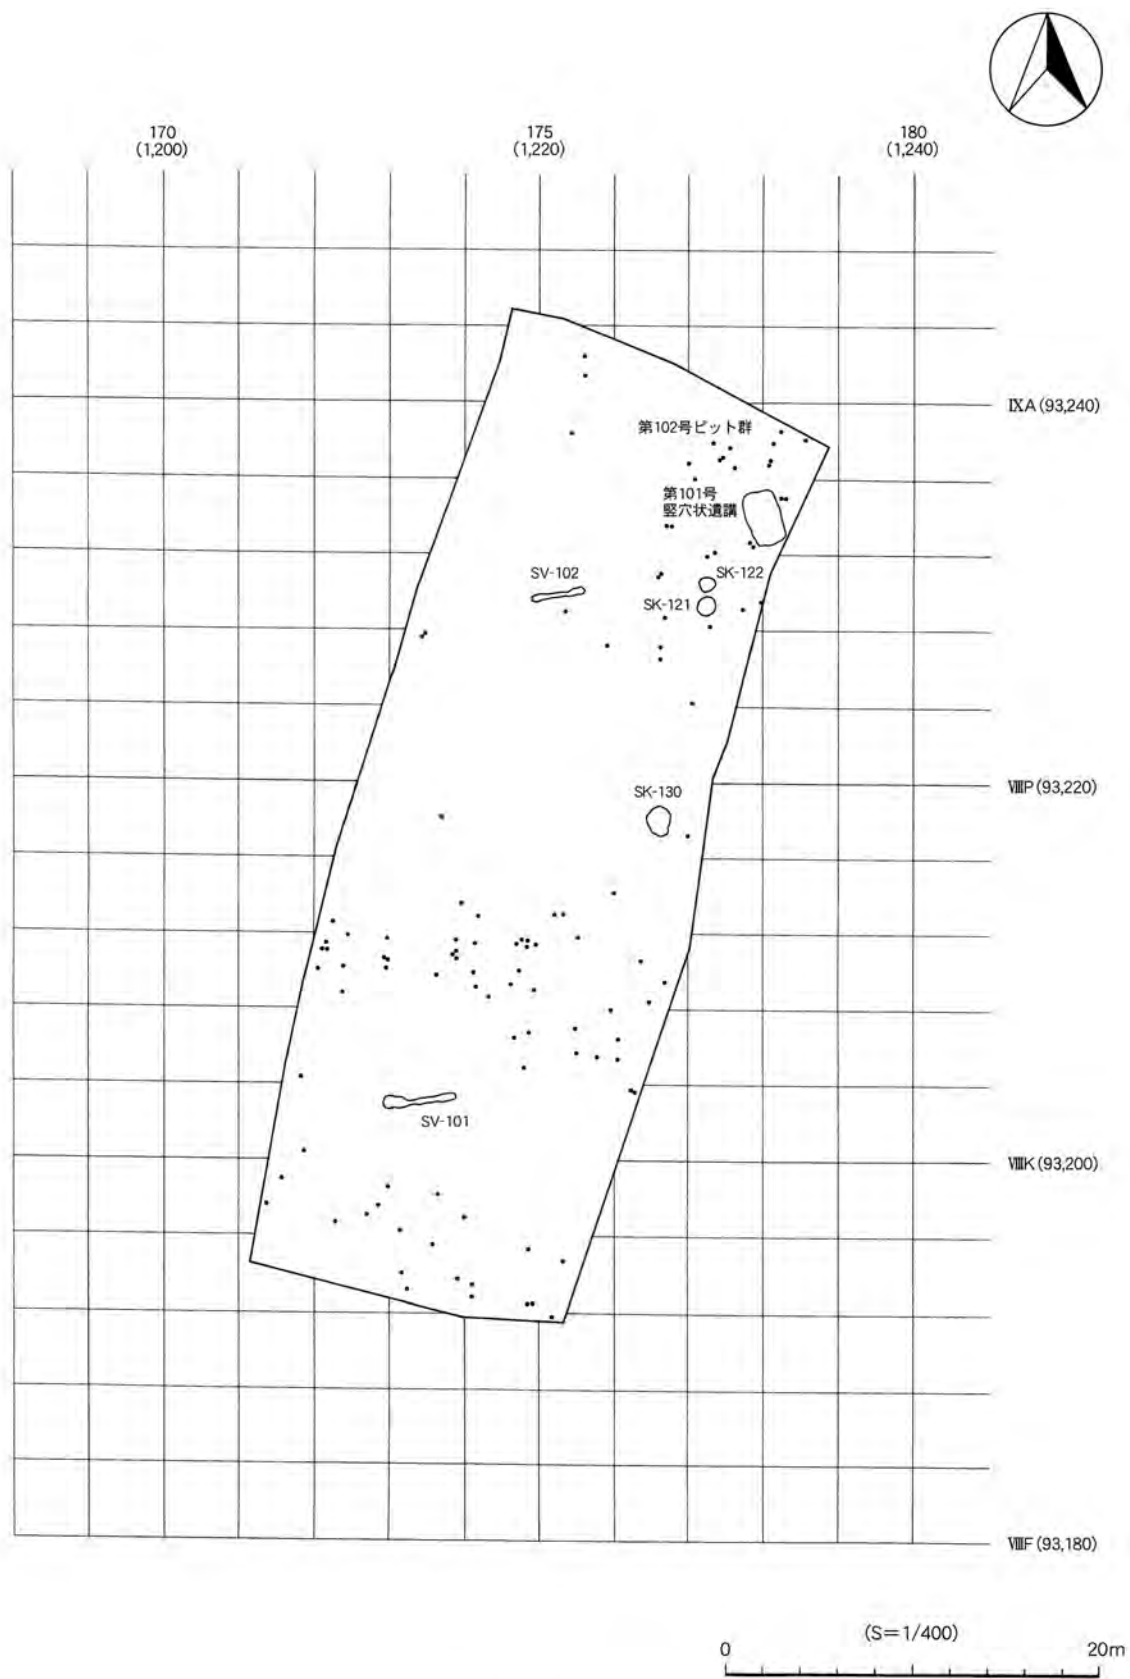 170
(1,200)
175
(1,220)
180
(1,240)
ⅨA (93,240)
第102号ピット群
第101号
竪穴状遺講
SV-102
SK-122
SK-121
ⅧP (93,220)
SK-130
SV-101
ⅧK (93,200)
ⅧF (93,180)
(S=1/400)
0
20m